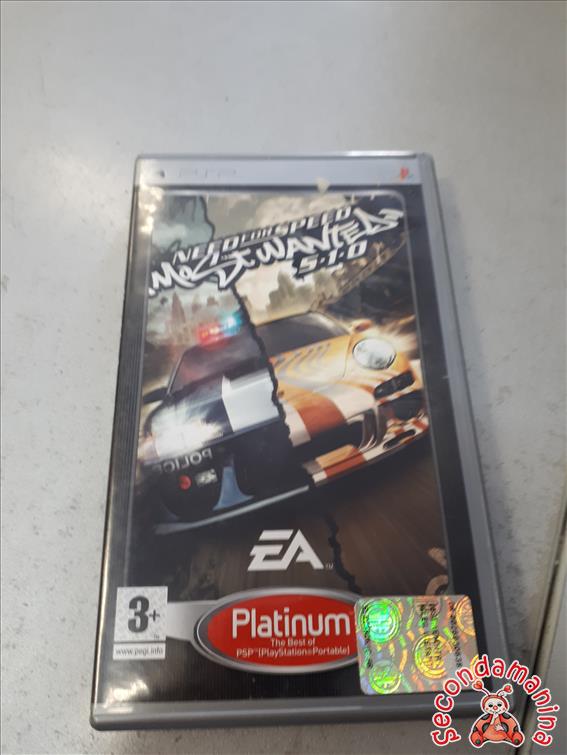 PSP
NEED FOR SPEED
MOST WANTED
5-1-0
POLICE
EA
TM
3+
www.pegi.info
Platinum
The Best of
PSP™(PlayStation®Portable)
Secondamanina